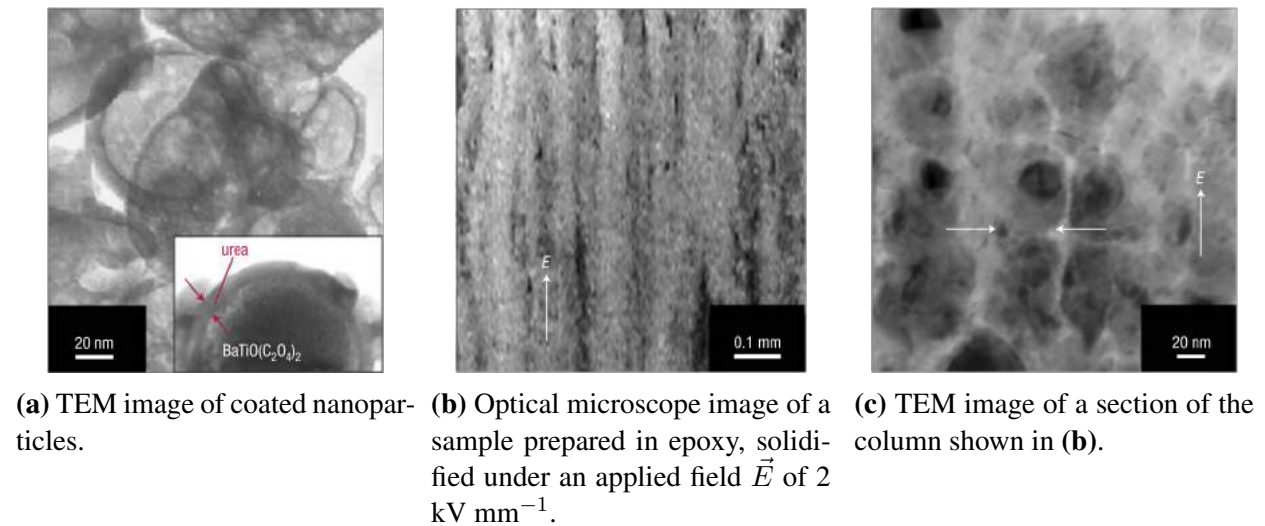 urea
BaTiO(C₂O₄)₂
20 nm
E
0.1 mm
E
20 nm
(a) TEM image of coated nanopar-
ticles.
(b) Optical microscope image of a
sample prepared in epoxy, solidi-
fied under an applied field E⃗ of 2
kV mm⁻¹.
(c) TEM image of a section of the
column shown in (b).